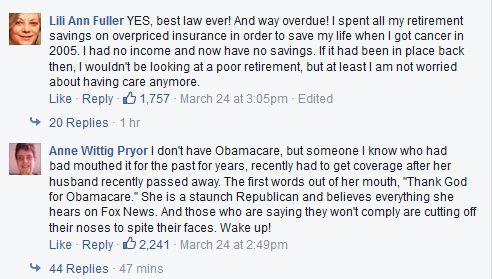 Lili Ann Fuller YES, best law ever! And way overdue! I spent all my retirement
savings on overpriced insurance in order to save my life when I got cancer in
2005. I had no income and now have no savings. If it had been in place back
then, I wouldn't be looking at a poor retirement, but at least I am not worried
about having care anymore.
Like · Reply · 1,757 · March 24 at 3:05pm · Edited
20 Replies · 1 hr
Anne Wittig Pryor I don't have Obamacare, but someone I know who had
bad mouthed it for the past for years, recently had to get coverage after her
husband recently passed away. The first words out of her mouth, "Thank God
for Obamacare." She is a staunch Republican and believes everything she
hears on Fox News. And those who are saying they won't comply are cutting off
their noses to spite their faces. Wake up!
Like · Reply · 2,241 · March 24 at 2:49pm
44 Replies · 47 mins